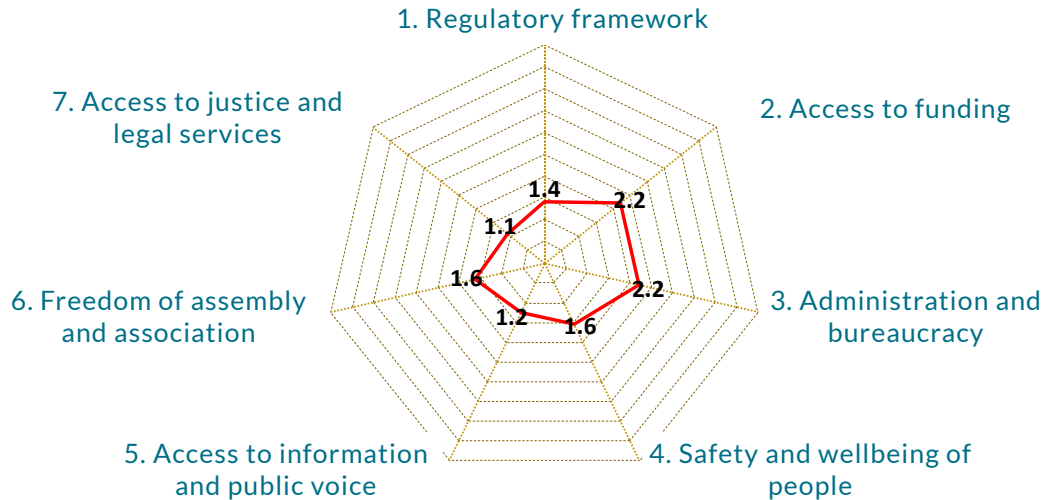 1. Regulatory framework
7. Access to justice and
legal services
2. Access to funding
1.4
2.2
1.1
1.6
2.2
6. Freedom of assembly
and association
3. Administration and
bureaucracy
1.2
1.6
5. Access to information
and public voice
4. Safety and wellbeing of
people